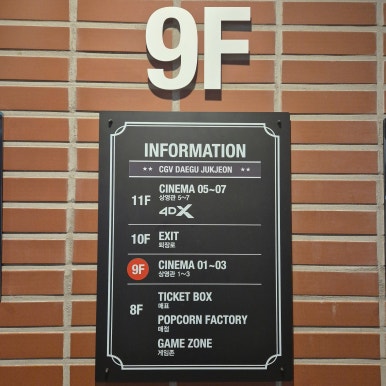 9F
INFORMATION
★★ CGV DAEGU JUKJEON ★★
11F
CINEMA 05~07
상영관 5~7
4DX
10F
EXIT
퇴장로
9F
CINEMA 01~03
상영관 1~3
8F
TICKET BOX
매표
POPCORN FACTORY
매점
GAME ZONE
게임존